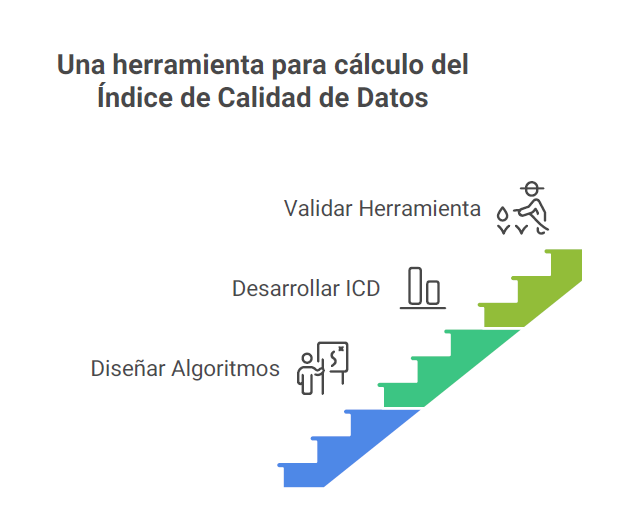 Una herramienta para cálculo del
Índice de Calidad de Datos
Validar Herramienta
Desarrollar ICD
Diseñar Algoritmos